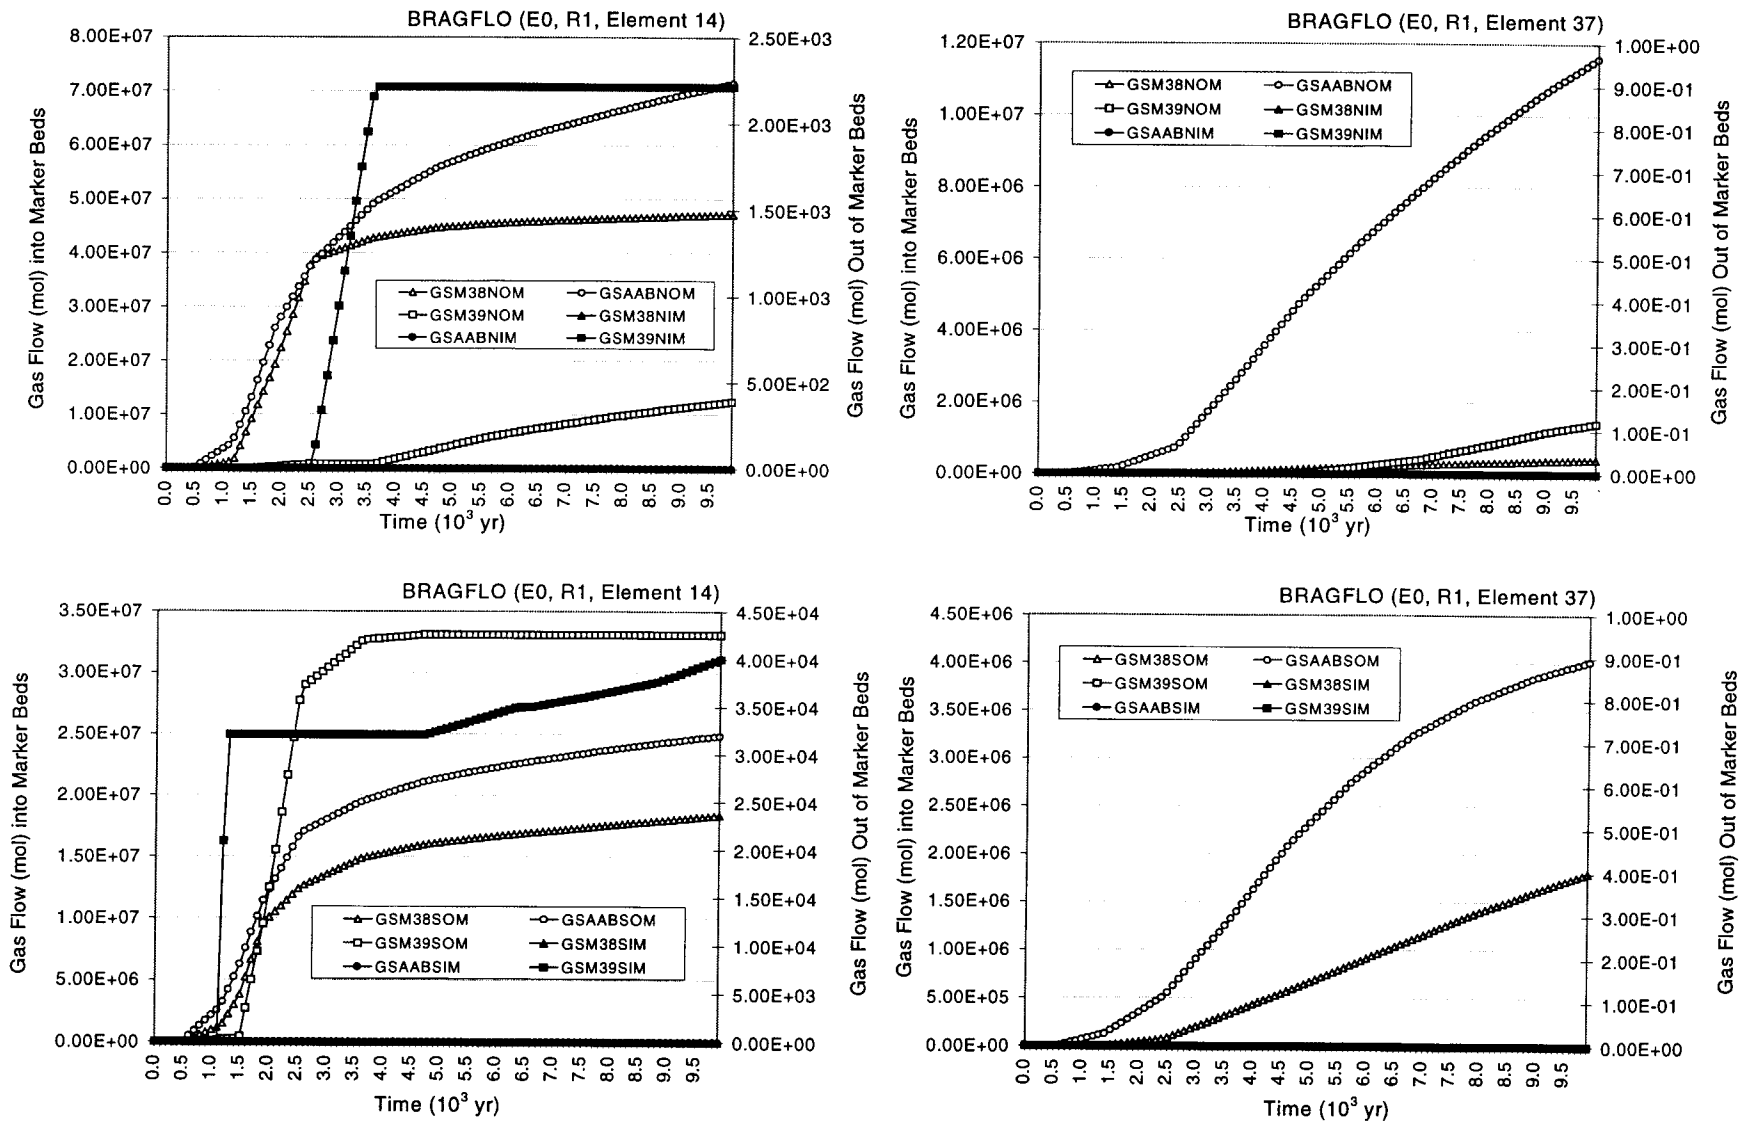 BRAGFLO (E0, R1, Element 14)
8.00E+07
7.00E+07
6.00E+07
5.00E+07
4.00E+07
3.00E+07
2.00E+07
1.00E+07
0.00E+00
Gas Flow (mol) into Marker Beds
2.50E+03
2.00E+03
1.50E+03
1.00E+03
5.00E+02
0.00E+00
Gas Flow (mol) Out of Marker Beds
GSM38NOM GSAABNOM
GSM39NOM GSM38NIM
GSAABNIM GSM39NIM
0.0 0.5 1.0 1.5 2.0 2.5 3.0 3.5 4.0 4.5 5.0 5.5 6.0 6.5 7.0 7.5 8.0 8.5 9.0 9.5
Time (10³ yr)
BRAGFLO (E0, R1, Element 37)
1.20E+07
1.00E+07
8.00E+06
6.00E+06
4.00E+06
2.00E+06
0.00E+00
Gas Flow (mol) into Marker Beds
1.00E+00
9.00E-01
8.00E-01
7.00E-01
6.00E-01
5.00E-01
4.00E-01
3.00E-01
2.00E-01
1.00E-01
0.00E+00
Gas Flow (mol) Out of Marker Beds
GSM38NOM GSAABNOM
GSM39NOM GSM38NIM
GSAABNIM GSM39NIM
0.0 0.5 1.0 1.5 2.0 2.5 3.0 3.5 4.0 4.5 5.0 5.5 6.0 6.5 7.0 7.5 8.0 8.5 9.0 9.5
Time (10³ yr)
BRAGFLO (E0, R1, Element 14)
3.50E+07
3.00E+07
2.50E+07
2.00E+07
1.50E+07
1.00E+07
5.00E+06
0.00E+00
Gas Flow (mol) into Marker Beds
4.50E+04
4.00E+04
3.50E+04
3.00E+04
2.50E+04
2.00E+04
1.50E+04
1.00E+04
5.00E+03
0.00E+00
Gas Flow (mol) Out of Marker Beds
GSM38SOM GSAABSOM
GSM39SOM GSM38SIM
GSAABSIM GSM39SIM
0.0 0.5 1.0 1.5 2.0 2.5 3.0 3.5 4.0 4.5 5.0 5.5 6.0 6.5 7.0 7.5 8.0 8.5 9.0 9.5
Time (10³ yr)
BRAGFLO (E0, R1, Element 37)
4.50E+06
4.00E+06
3.50E+06
3.00E+06
2.50E+06
2.00E+06
1.50E+06
1.00E+06
5.00E+05
0.00E+00
Gas Flow (mol) into Marker Beds
1.00E+00
9.00E-01
8.00E-01
7.00E-01
6.00E-01
5.00E-01
4.00E-01
3.00E-01
2.00E-01
1.00E-01
0.00E+00
Gas Flow (mol) Out of Marker Beds
GSM38SOM GSAABSOM
GSM39SOM GSM38SIM
GSAABSIM GSM39SIM
0.0 0.5 1.0 1.5 2.0 2.5 3.0 3.5 4.0 4.5 5.0 5.5 6.0 6.5 7.0 7.5 8.0 8.5 9.0 9.5
Time (10³ yr)